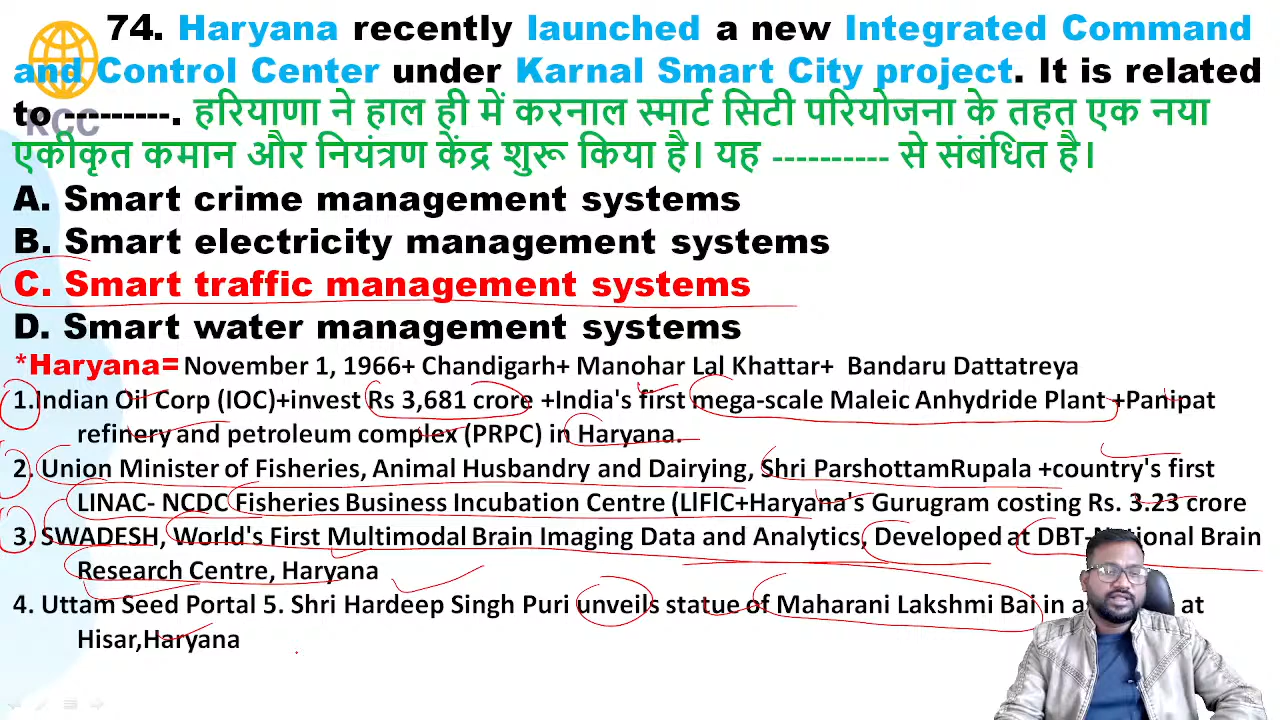 74. Haryana recently launched a new Integrated Command
and Control Center under Karnal Smart City project. It is related
to ---------. हरियाणा ने हाल ही में करनाल स्मार्ट सिटी परियोजना के तहत एक नया
RCC
एकीकृत कमान और नियंत्रण केंद्र शुरू किया है। यह ---------- से संबंधित है।
A. Smart crime management systems
B. Smart electricity management systems
C. Smart traffic management systems
D. Smart water management systems
*Haryana= November 1, 1966+ Chandigarh+ Manohar Lal Khattar+ Bandaru Dattatreya
1.Indian Oil Corp (IOC)+invest Rs 3,681 crore +India's first mega-scale Maleic Anhydride Plant +Panipat
refinery and petroleum complex (PRPC) in Haryana.
2. Union Minister of Fisheries, Animal Husbandry and Dairying, Shri ParshottamRupala +country's first
LINAC- NCDC Fisheries Business Incubation Centre (LlFlC+Haryana's Gurugram costing Rs. 3.23 crore
3. SWADESH, World's First Multimodal Brain Imaging Data and Analytics, Developed at DBT- Brain
Research Centre, Haryana
4. Uttam Seed Portal 5. Shri Hardeep Singh Puri unveils statue of Maharani Lakshmi Bai in at
Hisar,Haryana